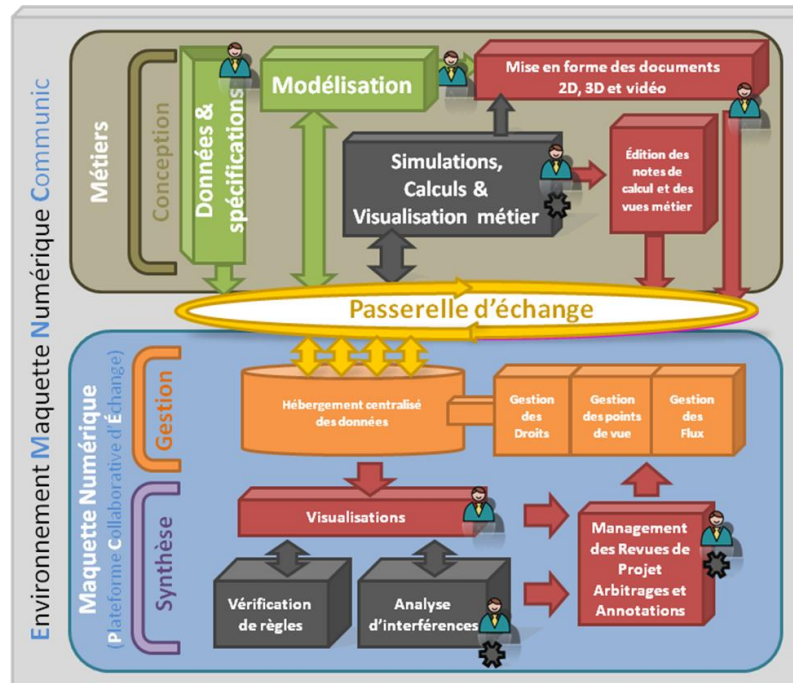 Environnement Maquette Numérique Communic
Métiers
Conception
Données &
spécifications
Modélisation
Mise en forme des documents
2D, 3D et vidéo
Simulations,
Calculs &
Visualisation métier
Édition des
notes de
calcul et des
vues métier
Passerelle d'échange
Maquette Numérique
(Plateforme Collaborative d'Échange)
Gestion
Hébergement centralisé
des données
Gestion
des
Droits
Gestion
des points
de vue
Gestion
des
Flux
Synthèse
Visualisations
Vérification
de règles
Analyse
d'interférences
Management
des Revues de
Projet
Arbitrages et
Annotations